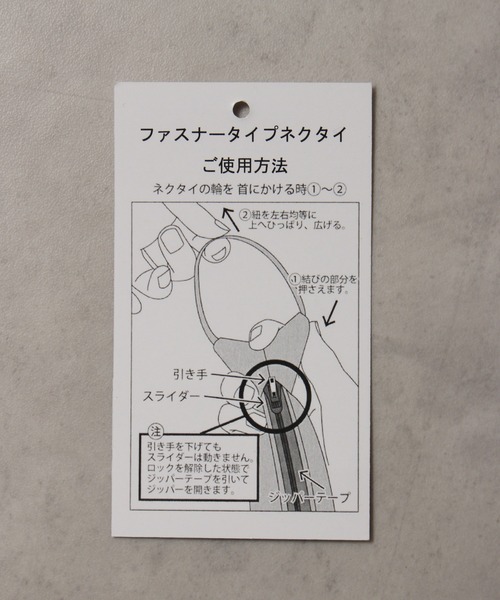 ファスナータイプネクタイ
ご使用方法
ネクタイの輪を 首にかける時①～②
②紐を左右均等に
上へひっぱり、広げる。
①結びの部分を
押さえます。
引き手
スライダー
注
引き手を下げても
スライダーは動きません。
ロックを解除した状態で
ジッパーテープを引いて
ジッパーを開きます。
ジッパーテープ